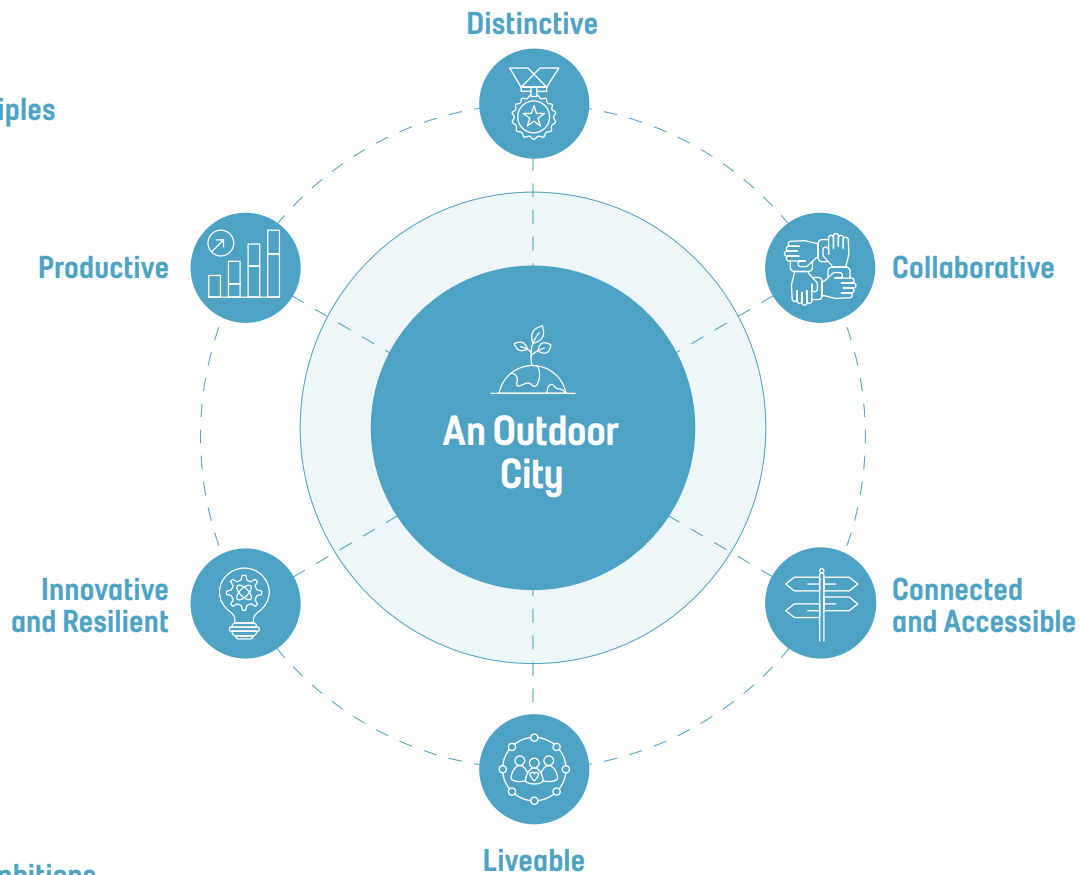 Distinctive
iples
Productive
Collaborative
An Outdoor
City
Innovative
and Resilient
Connected
and Accessible
Liveable